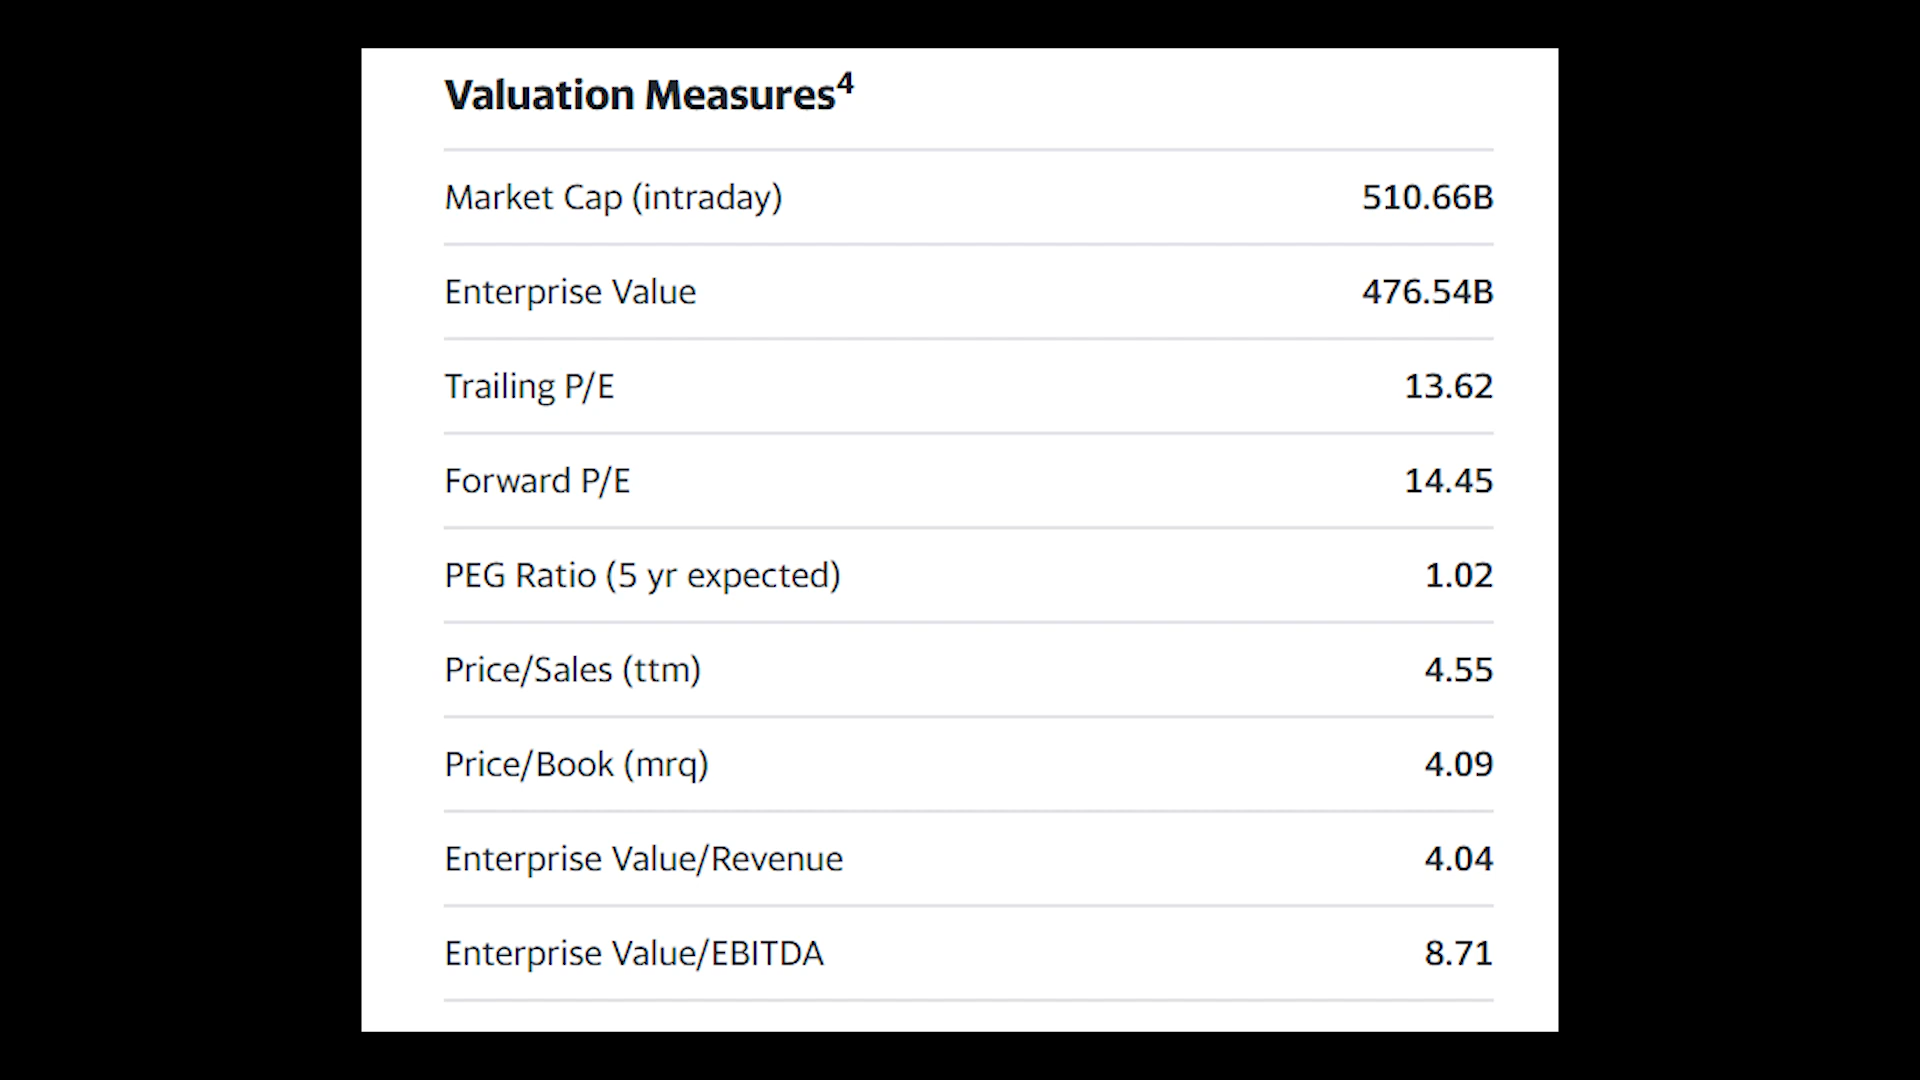 Valuation Measures4
Market Cap (intraday) 510.66B
Enterprise Value 476.54B
Trailing P/E 13.62
Forward P/E 14.45
PEG Ratio (5 yr expected) 1.02
Price/Sales (ttm) 4.55
Price/Book (mrq) 4.09
Enterprise Value/Revenue 4.04
Enterprise Value/EBITDA 8.71